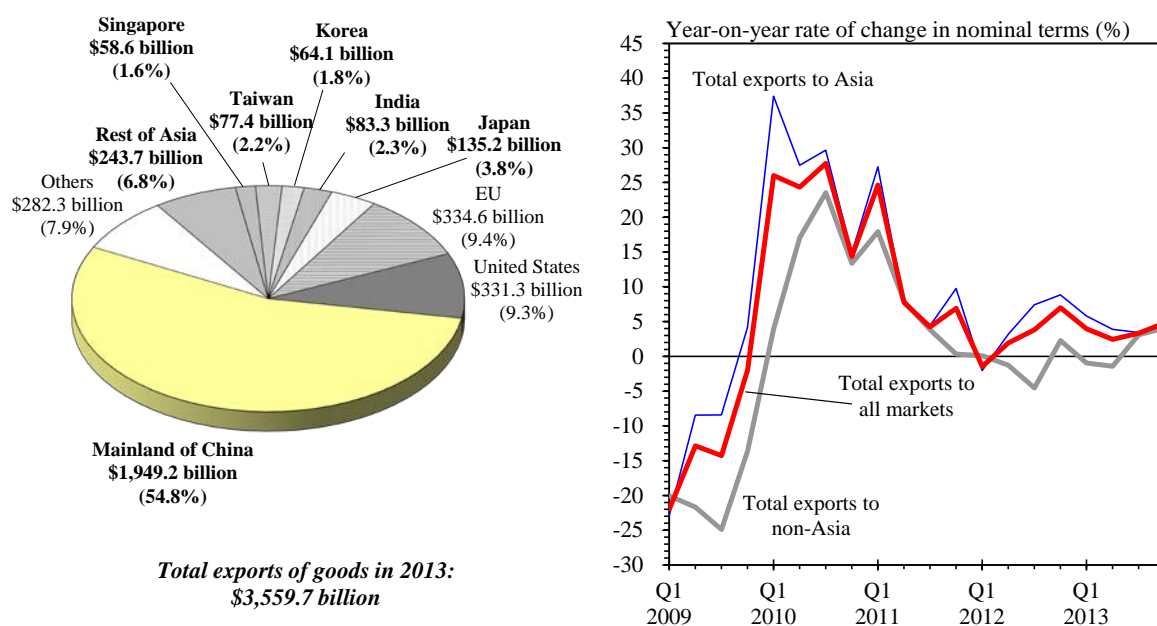 Singapore
$58.6 billion
(1.6%)
Korea
$64.1 billion
(1.8%)
Taiwan
$77.4 billion
(2.2%)
India
$83.3 billion
(2.3%)
Japan
$135.2 billion
(3.8%)
Rest of Asia
$243.7 billion
(6.8%)
Others
$282.3 billion
(7.9%)
EU
$334.6 billion
(9.4%)
United States
$331.3 billion
(9.3%)
Mainland of China
$1,949.2 billion
(54.8%)
Total exports of goods in 2013:
$3,559.7 billion
Year-on-year rate of change in nominal terms (%)
45
40
35
30
25
20
15
10
5
0
-5
-10
-15
-20
-25
-30
Total exports to Asia
Total exports to
all markets
Total exports to
non-Asia
Q1
2009
Q1
2010
Q1
2011
Q1
2012
Q1
2013